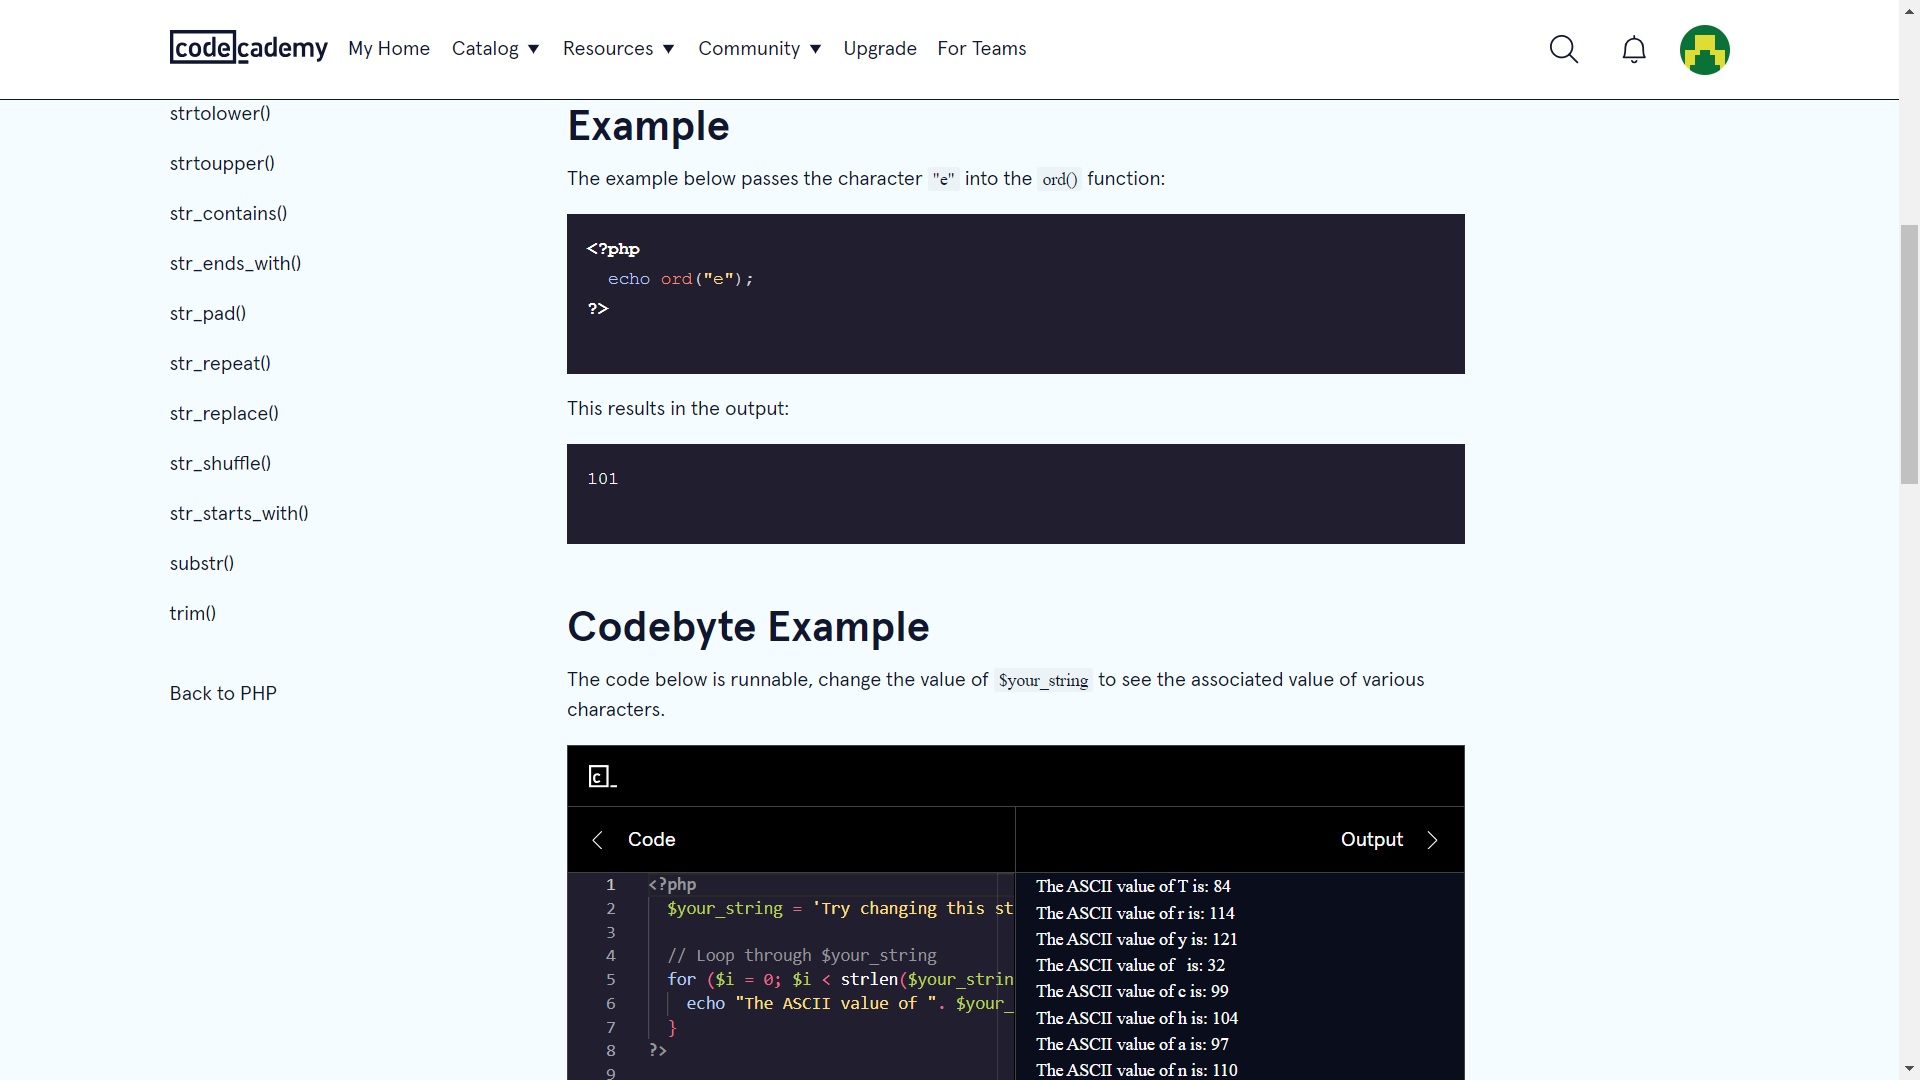 codecademy My Home Catalog ▼ Resources ▼ Community ▼ Upgrade For Teams
strtolower()
strtoupper()
str_contains()
str_ends_with()
str_pad()
str_repeat()
str_replace()
str_shuffle()
str_starts_with()
substr()
trim()
Back to PHP
Example
The example below passes the character "e" into the ord() function:
<?php
  echo ord("e");
?>
This results in the output:
101
Codebyte Example
The code below is runnable, change the value of $your_string to see the associated value of various
characters.
c_
Code
Output
1 <?php
2   $your_string = 'Try changing this st
3
4   // Loop through $your_string
5   for ($i = 0; $i < strlen($your_strin
6     echo "The ASCII value of ". $your_
7   }
8 ?>
9
The ASCII value of T is: 84
The ASCII value of r is: 114
The ASCII value of y is: 121
The ASCII value of   is: 32
The ASCII value of c is: 99
The ASCII value of h is: 104
The ASCII value of a is: 97
The ASCII value of n is: 110